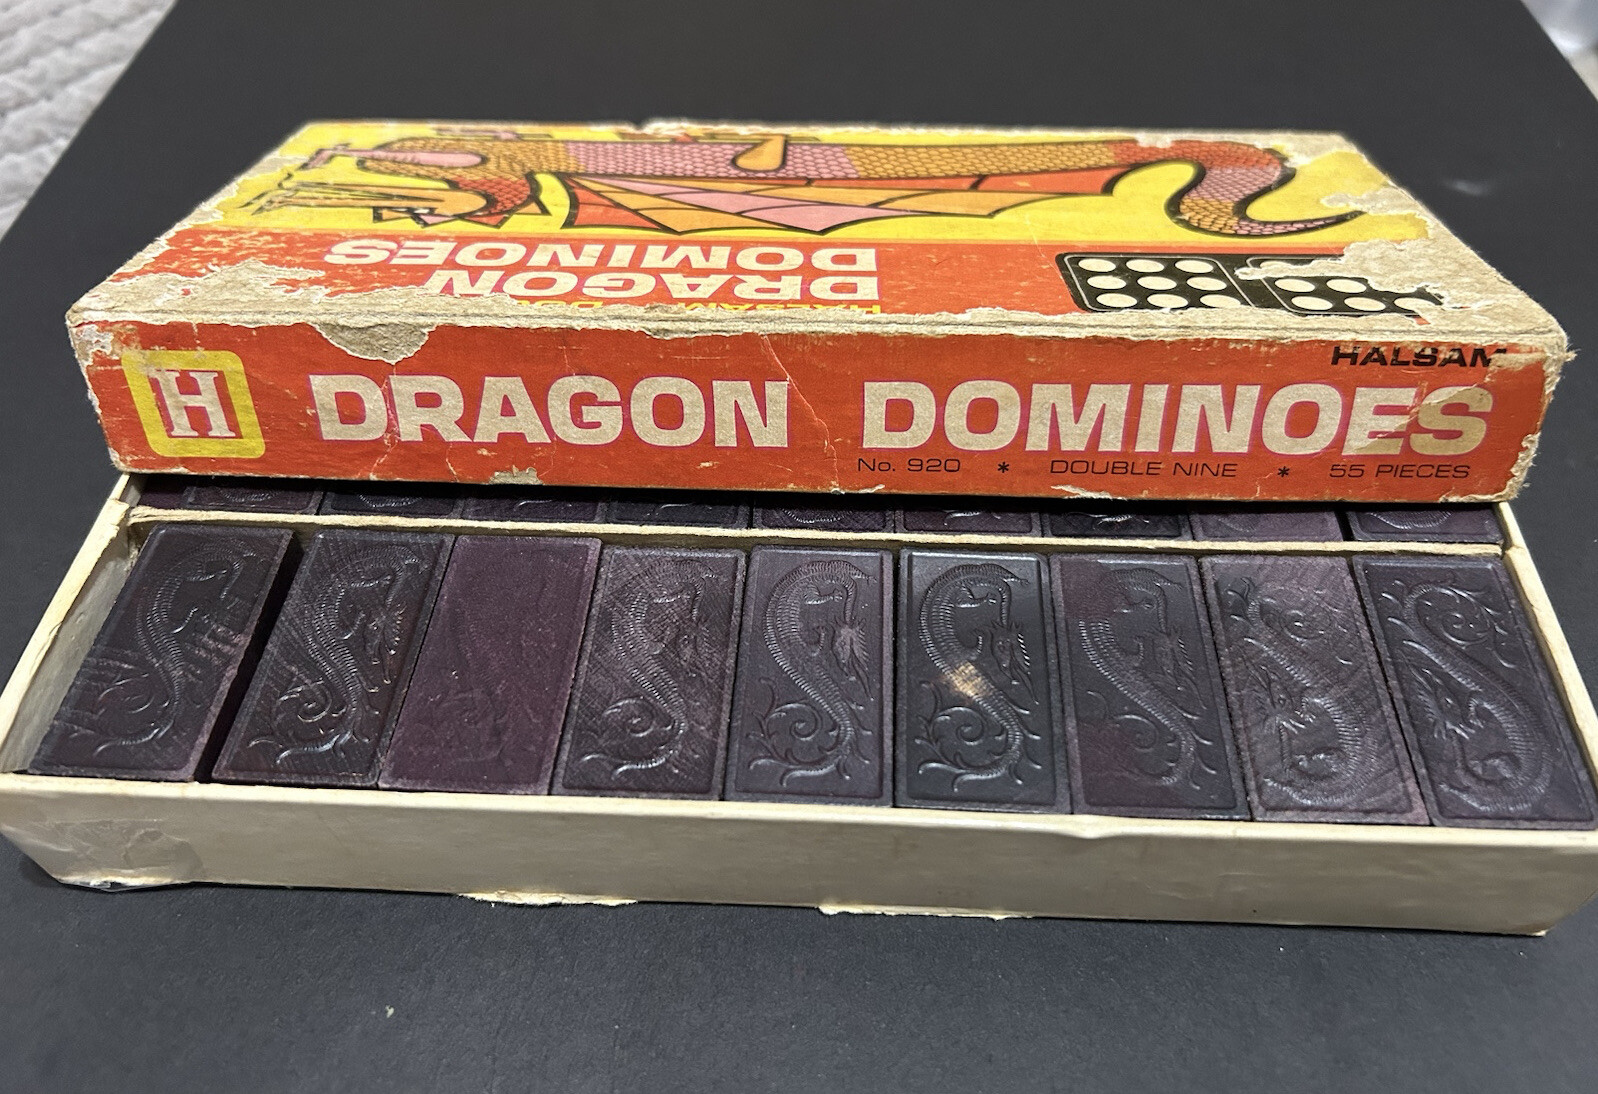 DRAGON
DOMINOES
H
HALSAM
DRAGON DOMINOES
No. 920 * DOUBLE NINE * 55 PIECES